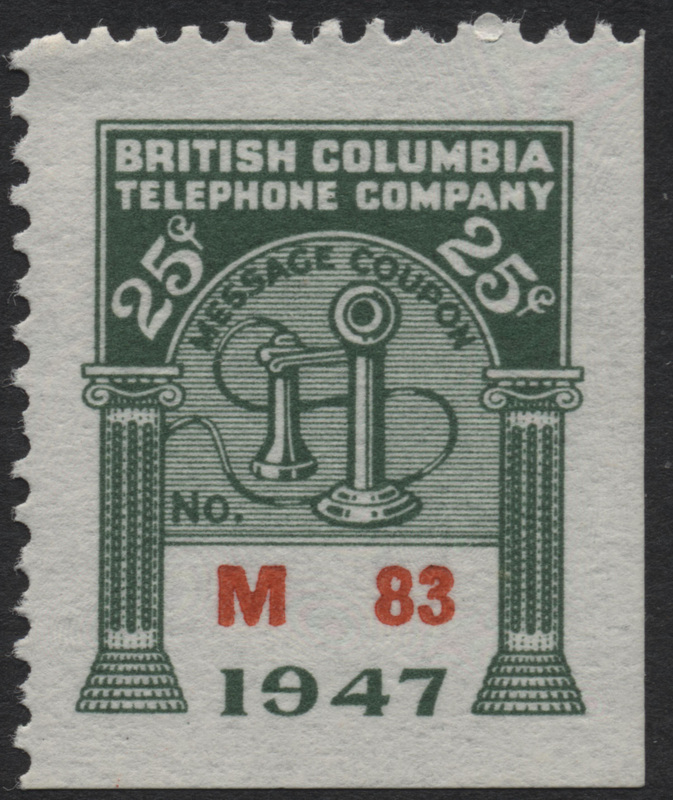 BRITISH COLUMBIA
TELEPHONE COMPANY
25¢ 25¢
MESSAGE COUPON
No.
M 83
1947